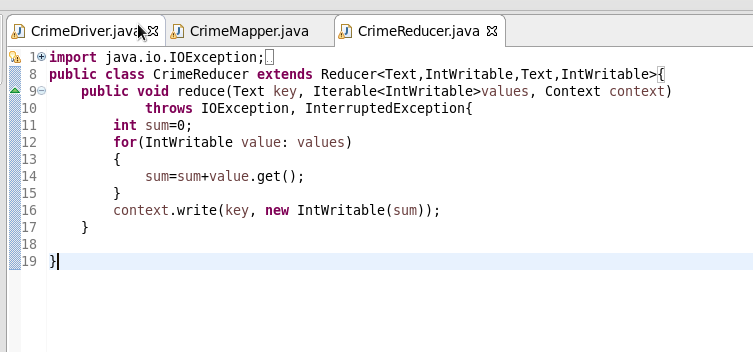 CrimeDriver.java CrimeMapper.java CrimeReducer.java
1 import java.io.IOException;
8 public class CrimeReducer extends Reducer<Text,IntWritable,Text,IntWritable>{
9 public void reduce(Text key, Iterable<IntWritable>values, Context context)
10 throws IOException, InterruptedException{
11 int sum=0;
12 for(IntWritable value: values)
13 {
14 sum=sum+value.get();
15 }
16 context.write(key, new IntWritable(sum));
17 }
18
19 }